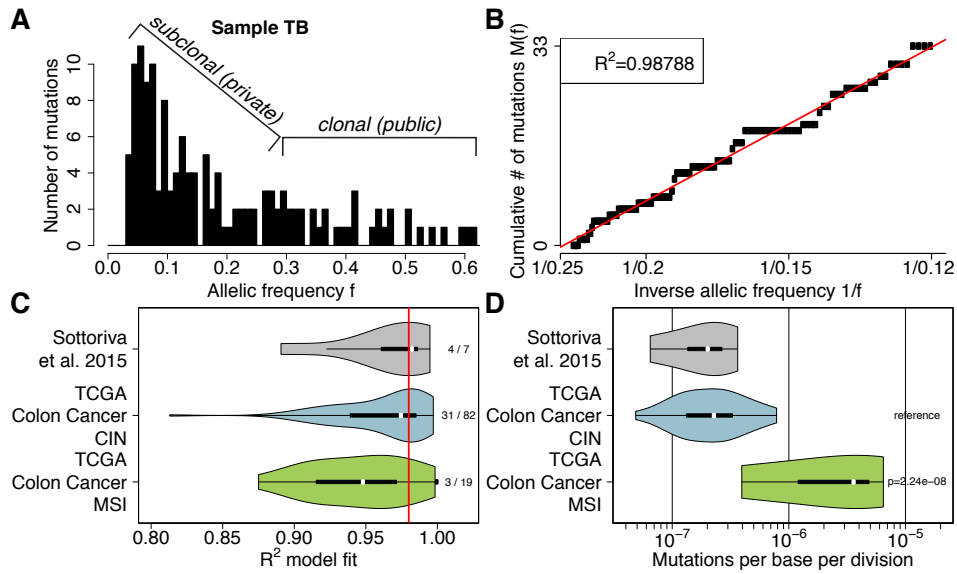 A
Sample TB
Number of mutations
10
8
6
4
2
0
subclonal (private)
clonal (public)
0.0 0.1 0.2 0.3 0.4 0.5 0.6
Allelic frequency f
B
Cumulative # of mutations M(f)
33
0
R²=0.98788
1/0.25 1/0.2 1/0.15 1/0.12
Inverse allelic frequency 1/f
C
Sottoriva
et al. 2015
TCGA
Colon Cancer
CIN
TCGA
Colon Cancer
MSI
4 / 7
31 / 82
3 / 19
0.80 0.85 0.90 0.95 1.00
R² model fit
D
Sottoriva
et al. 2015
TCGA
Colon Cancer
CIN
TCGA
Colon Cancer
MSI
reference
p=2.24e−08
10⁻⁷ 10⁻⁶ 10⁻⁵
Mutations per base per division